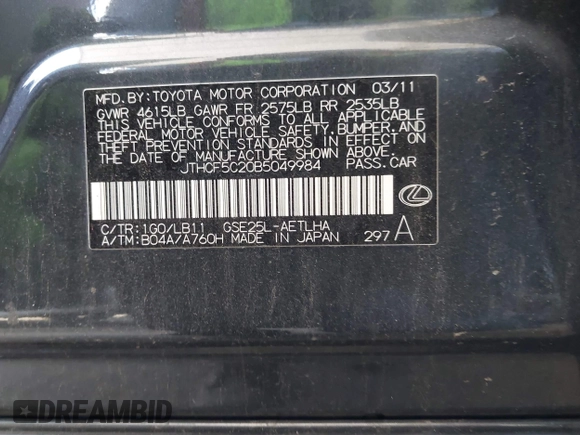 MFD.BY:TOYOTA MOTOR CORPORATION 03/11
GVWR 4615LB GAWR FR 2575LB RR 2535LB
THIS VEHICLE CONFORMS TO ALL APPLICABLE
FEDERAL MOTOR VEHICLE SAFETY, BUMPER, AND
THEFT PREVENTION STANDARDS IN EFFECT ON
THE DATE OF MANUFACTURE SHOWN ABOVE.
JTHCF5C20B5049984 PASS.CAR
C/TR:1G0/LB11 GSE25L-AETLHA
A/TM:B04A/A760H MADE IN JAPAN 297 A
DREAMBID